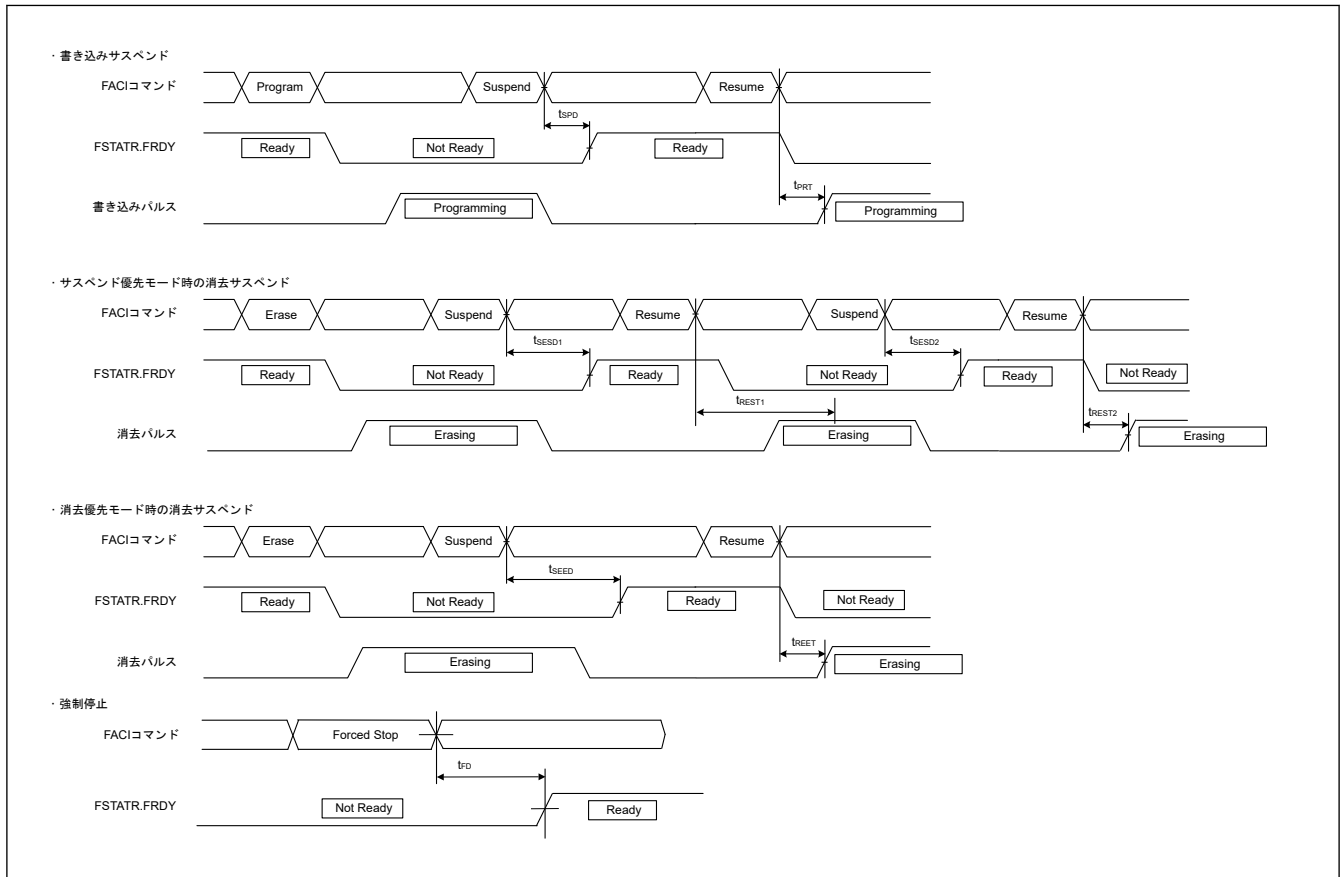 ・書き込みサスペンド
FACIコマンド Program Suspend Resume
tSPD
FSTATR.FRDY Ready Not Ready Ready
tPRT
書き込みパルス Programming Programming
・サスペンド優先モード時の消去サスペンド
FACIコマンド Erase Suspend Resume Suspend Resume
tSESD1 tSESD2
FSTATR.FRDY Ready Not Ready Ready Not Ready Ready Not Ready
tREST1 tREST2
消去パルス Erasing Erasing Erasing
・消去優先モード時の消去サスペンド
FACIコマンド Erase Suspend Resume
tSEED
FSTATR.FRDY Ready Not Ready Ready Not Ready
tREET
消去パルス Erasing Erasing
・強制停止
FACIコマンド Forced Stop
tFD
FSTATR.FRDY Not Ready Ready